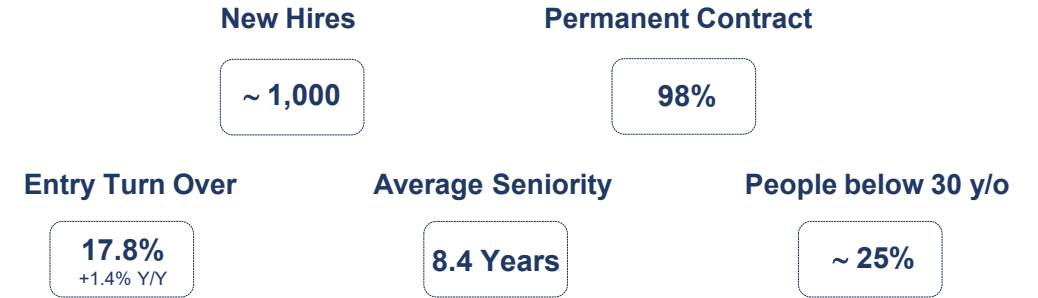 New Hires
Permanent Contract
~ 1,000
98%
Entry Turn Over
Average Seniority
People below 30 y/o
17.8%
+1.4% Y/Y
8.4 Years
~ 25%